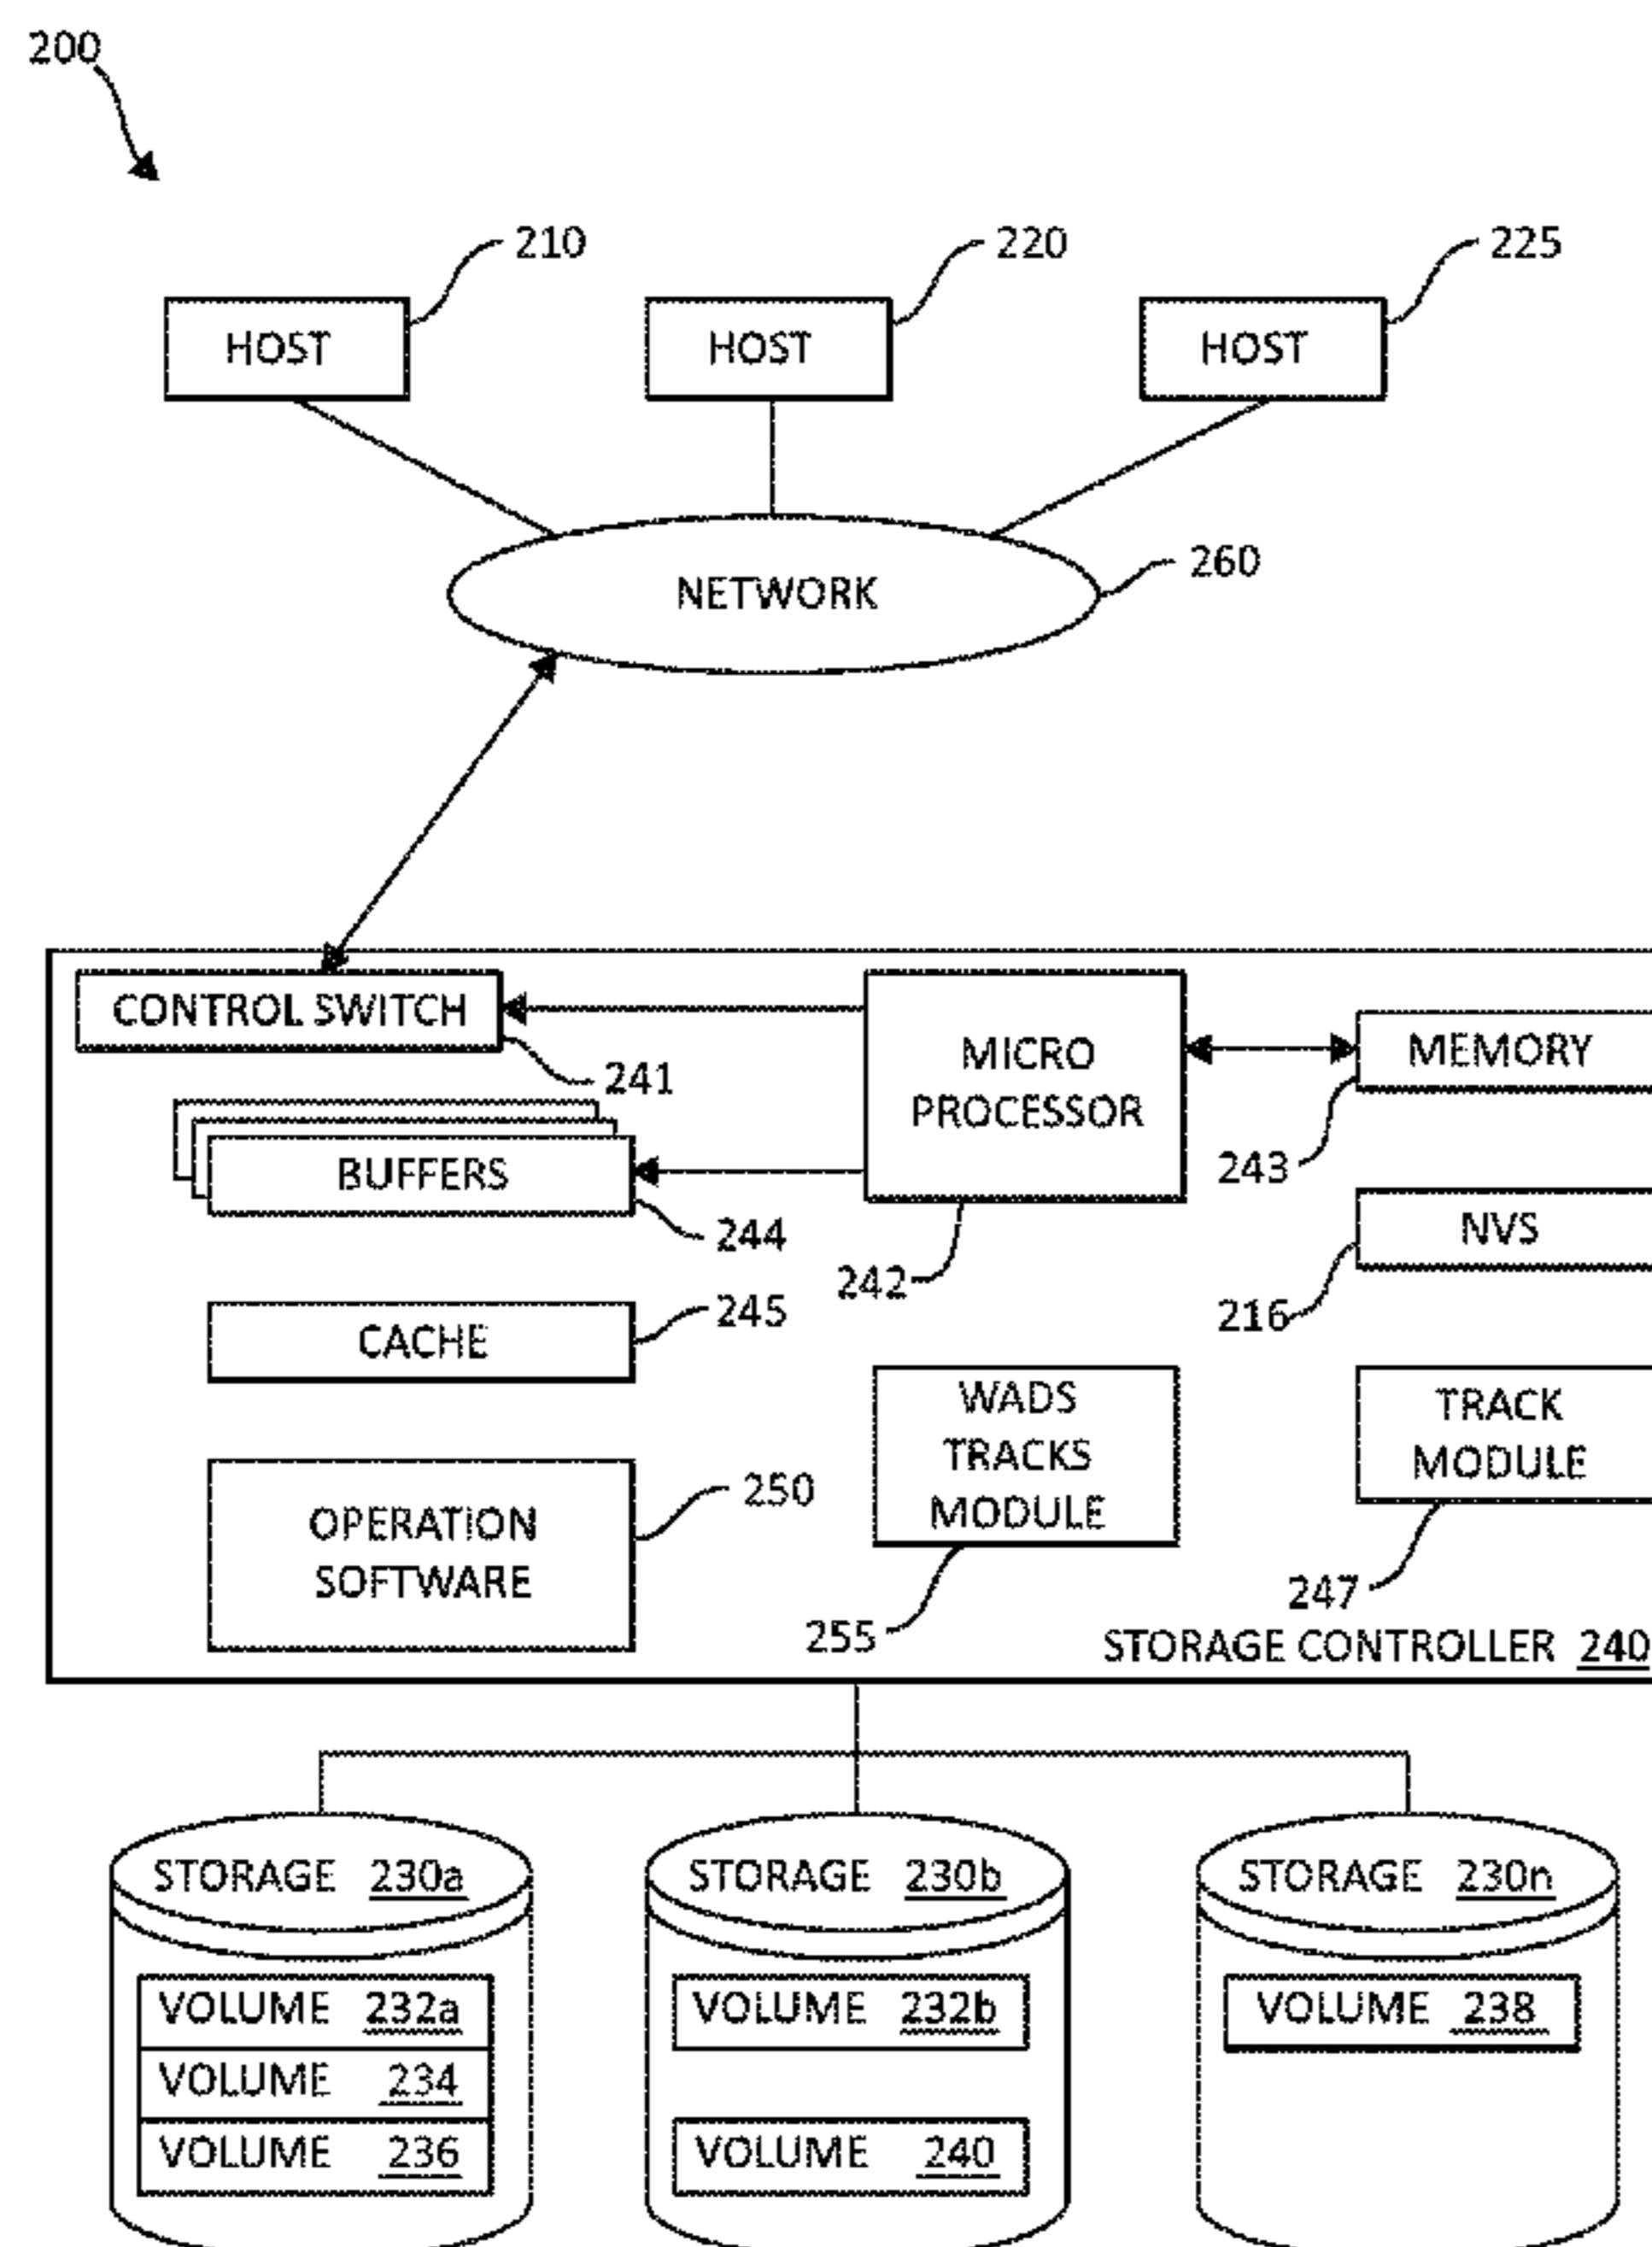 200
210
220
225
HOST
HOST
HOST
260
NETWORK
CONTROL SWITCH
241
MICRO
PROCESSOR
242
MEMORY
243
BUFFERS
244
NVS
216
CACHE
245
WADS
TRACKS
MODULE
255
TRACK
MODULE
247
OPERATION
SOFTWARE
250
STORAGE CONTROLLER 240
STORAGE 230a
VOLUME 232a
VOLUME 234
VOLUME 236
STORAGE 230b
VOLUME 232b
VOLUME 240
STORAGE 230n
VOLUME 238